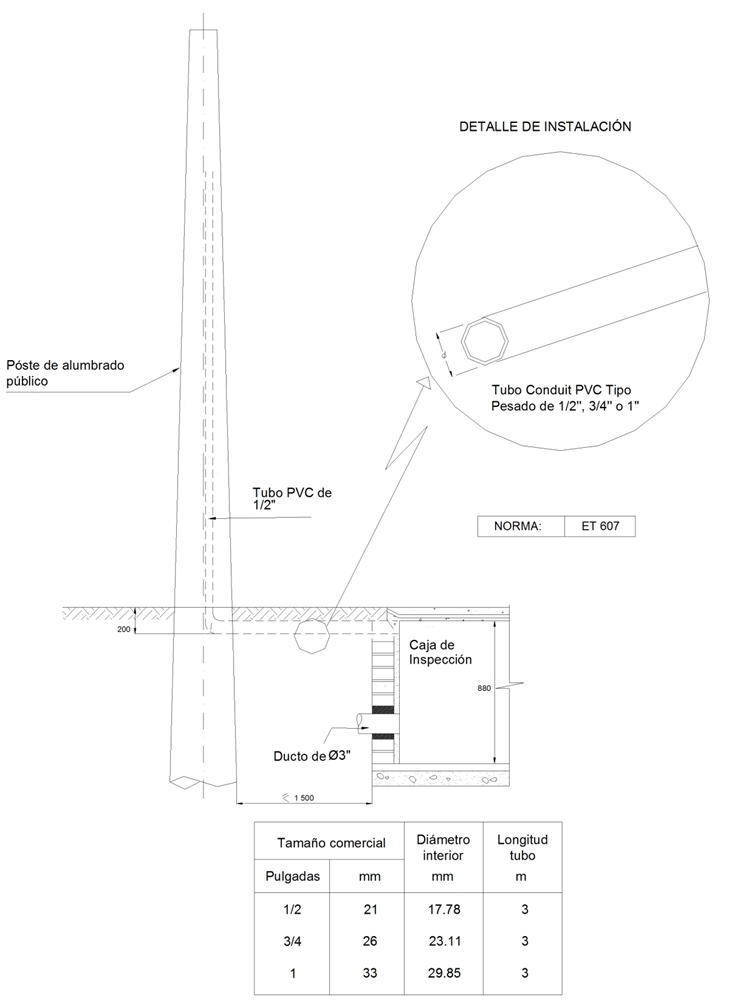 DETALLE DE INSTALACIÓN
d
Tubo Conduit PVC Tipo
Pesado de 1/2", 3/4" o 1"
Póste de alumbrado
público
Tubo PVC de
1/2"
NORMA: ET 607
200
Caja de
Inspección
880
Ducto de Ø3"
≤ 1 500
Tamaño comercial Diámetro interior Longitud tubo
Pulgadas mm mm m
1/2 21 17.78 3
3/4 26 23.11 3
1 33 29.85 3